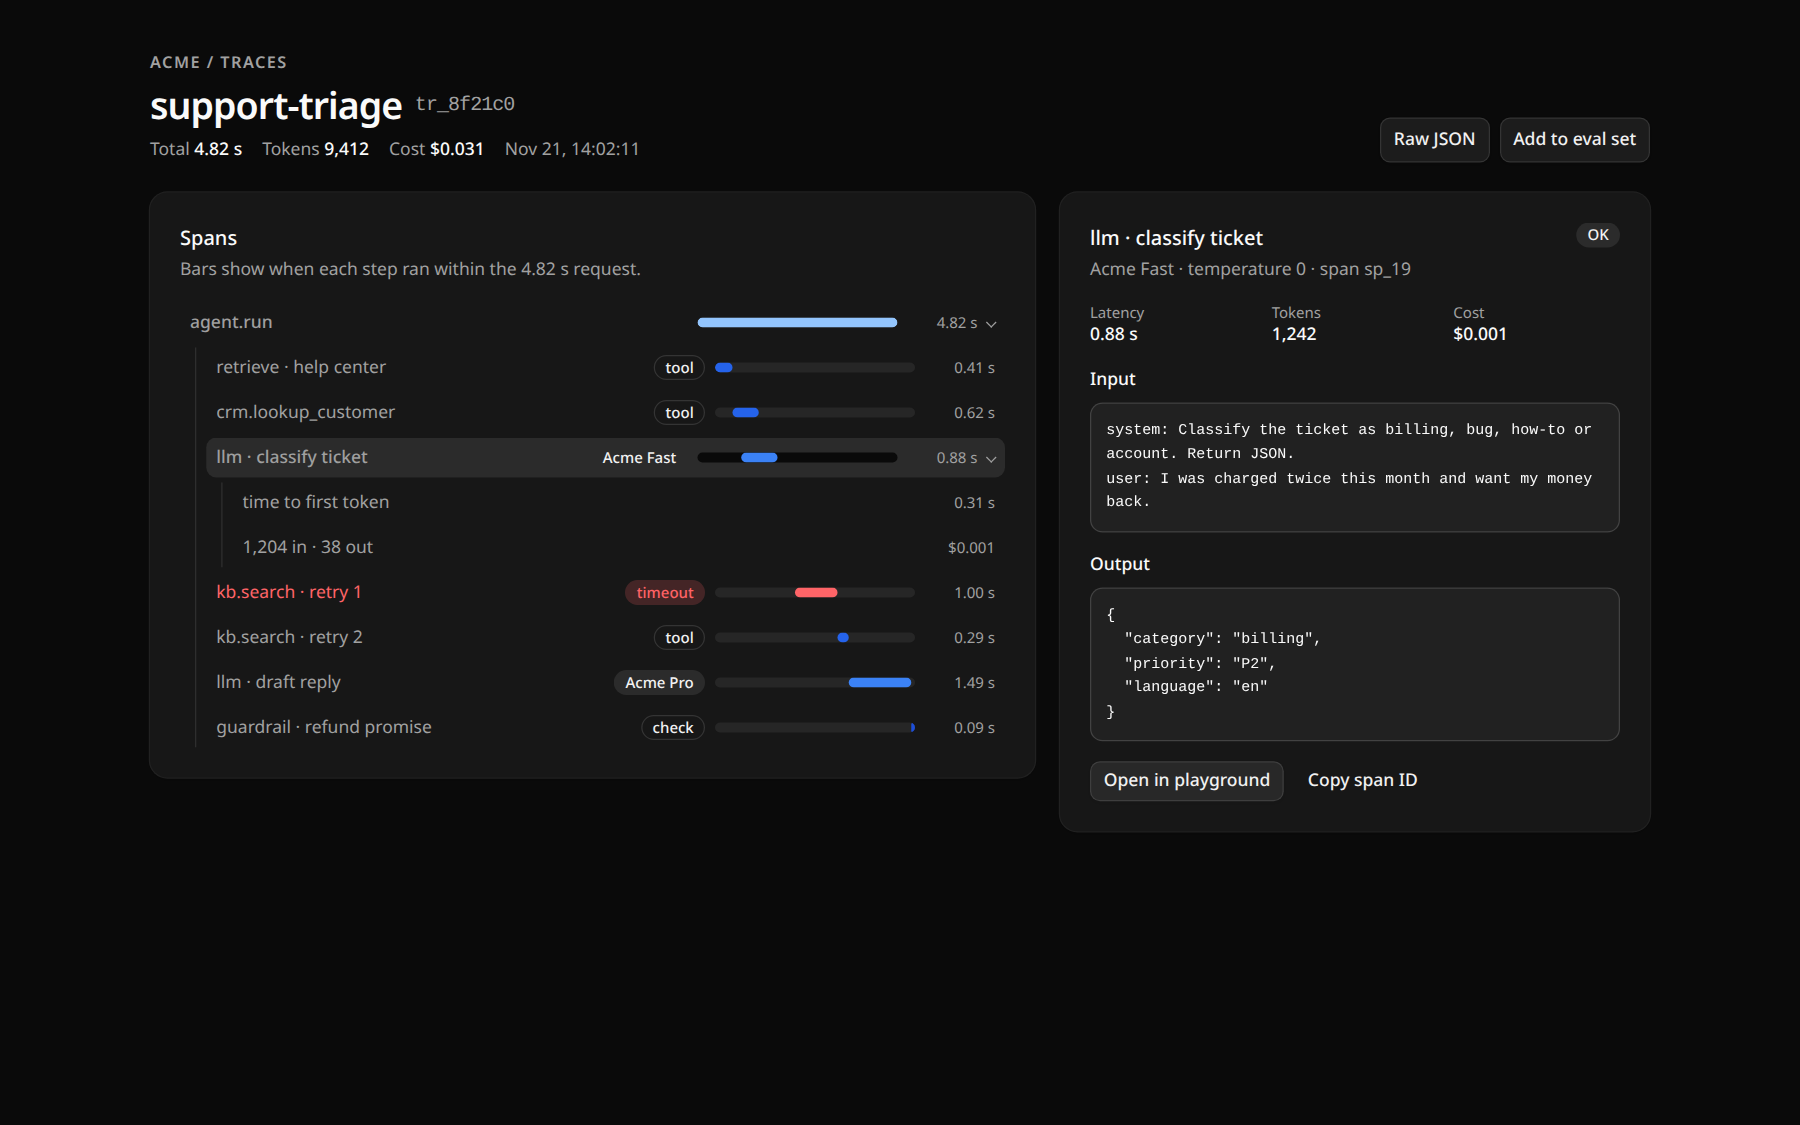 ACME / TRACES
support-triage tr_8f21c0
Total 4.82 s Tokens 9,412 Cost $0.031 Nov 21, 14:02:11
Raw JSON
Add to eval set
Spans
Bars show when each step ran within the 4.82 s request.
agent.run 4.82 s
retrieve · help center tool 0.41 s
crm.lookup_customer tool 0.62 s
llm · classify ticket Acme Fast 0.88 s
time to first token 0.31 s
1,204 in · 38 out $0.001
kb.search · retry 1 timeout 1.00 s
kb.search · retry 2 tool 0.29 s
llm · draft reply Acme Pro 1.49 s
guardrail · refund promise check 0.09 s
llm · classify ticket OK
Acme Fast · temperature 0 · span sp_19
Latency Tokens Cost
0.88 s 1,242 $0.001
Input
system: Classify the ticket as billing, bug, how-to or
account. Return JSON.
user: I was charged twice this month and want my money
back.
Output
{
"category": "billing",
"priority": "P2",
"language": "en"
}
Open in playground Copy span ID